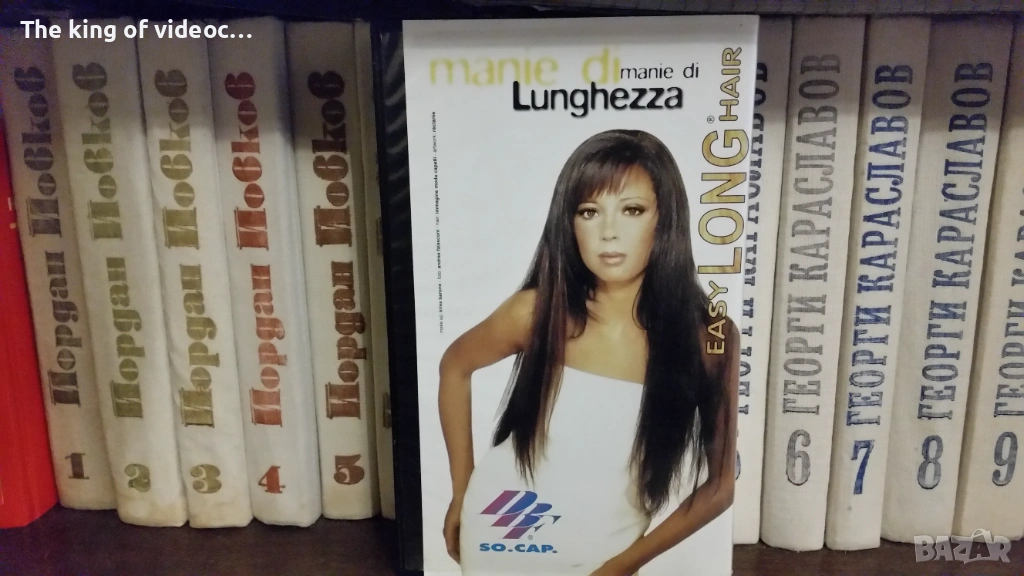 The king of videoc...
Йордан Йовков
1
Йордан Йовков
2
Йордан Йовков
3
Йордан Йовков
4
Йордан Йовков
5
manie di
manie di
Lunghezza
EASY LONG® HAIR
SO.CAP.
ГЕОРГИ КАРАСЛАВОВ
6
ГЕОРГИ КАРАСЛАВОВ
7
ГЕОРГИ КАРАСЛАВОВ
8
9
BAZAR